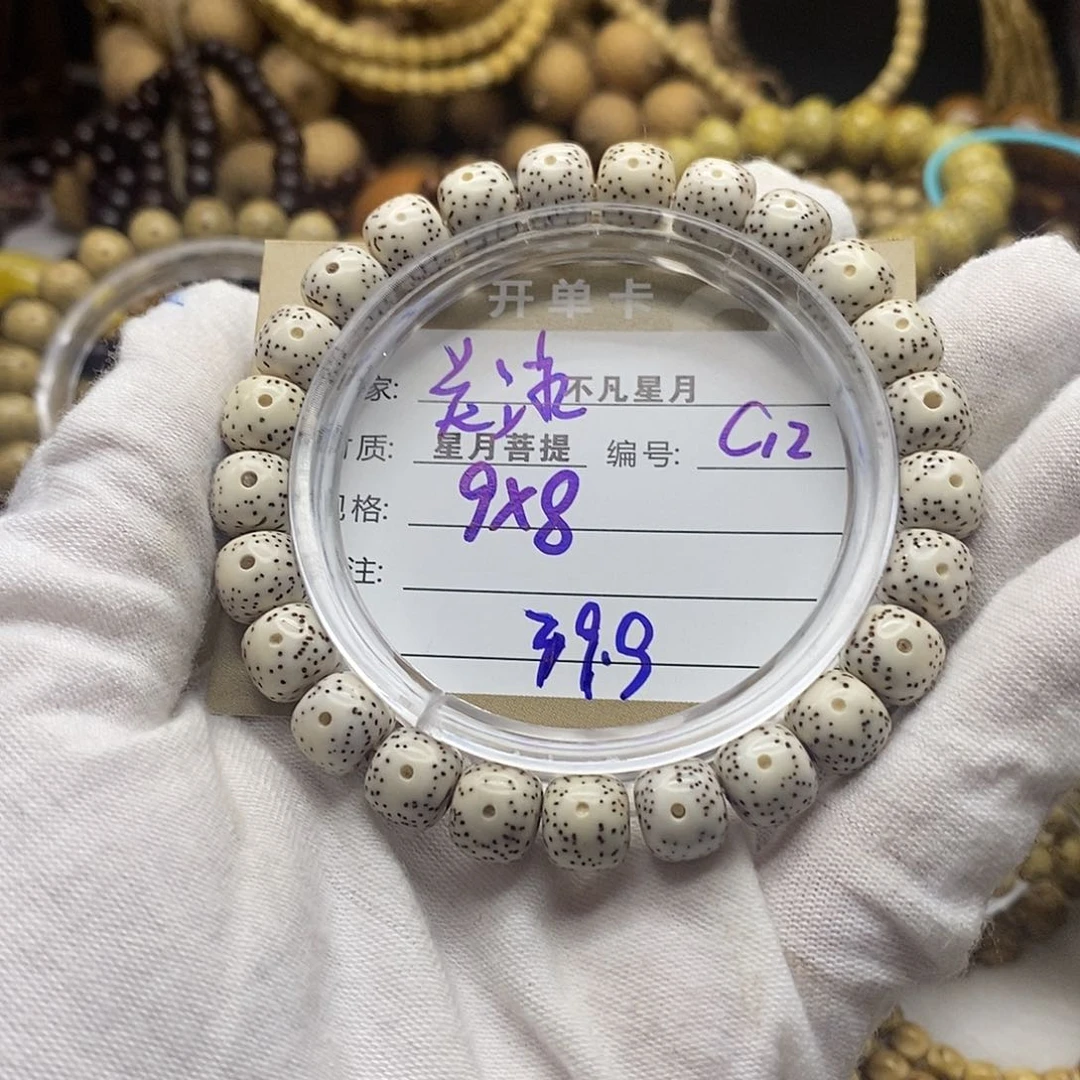 开单卡
家: 不凡星月
质: 星月菩提 编号: C12
规格: 9x8
注:
39.9